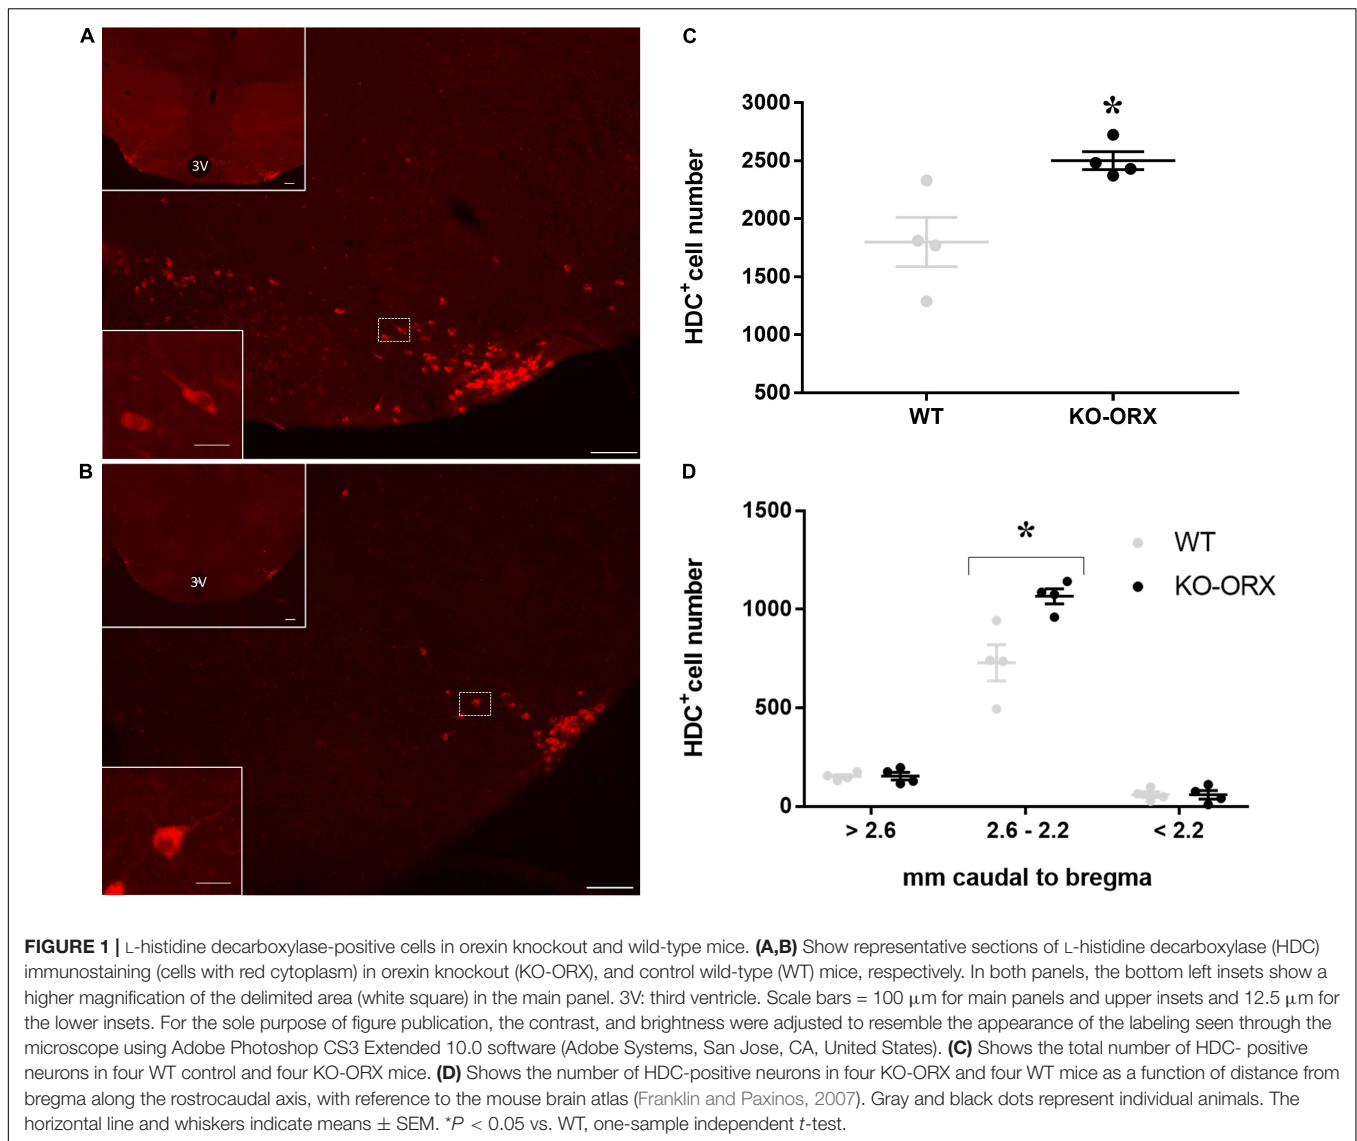 A
3V
B
3V
C
3000
2500
2000
1500
1000
500
HDC+ cell number
*
WT
KO-ORX
D
1500
1000
500
0
HDC+ cell number
*
WT
KO-ORX
> 2.6
2.6 - 2.2
< 2.2
mm caudal to bregma
FIGURE 1 | L-histidine decarboxylase-positive cells in orexin knockout and wild-type mice. (A,B) Show representative sections of L-histidine decarboxylase (HDC)
immunostaining (cells with red cytoplasm) in orexin knockout (KO-ORX), and control wild-type (WT) mice, respectively. In both panels, the bottom left insets show a
higher magnification of the delimited area (white square) in the main panel. 3V: third ventricle. Scale bars = 100 μm for main panels and upper insets and 12.5 μm for
the lower insets. For the sole purpose of figure publication, the contrast, and brightness were adjusted to resemble the appearance of the labeling seen through the
microscope using Adobe Photoshop CS3 Extended 10.0 software (Adobe Systems, San Jose, CA, United States). (C) Shows the total number of HDC- positive
neurons in four WT control and four KO-ORX mice. (D) Shows the number of HDC-positive neurons in four KO-ORX and four WT mice as a function of distance from
bregma along the rostrocaudal axis, with reference to the mouse brain atlas (Franklin and Paxinos, 2007). Gray and black dots represent individual animals. The
horizontal line and whiskers indicate means ± SEM. *P < 0.05 vs. WT, one-sample independent t-test.